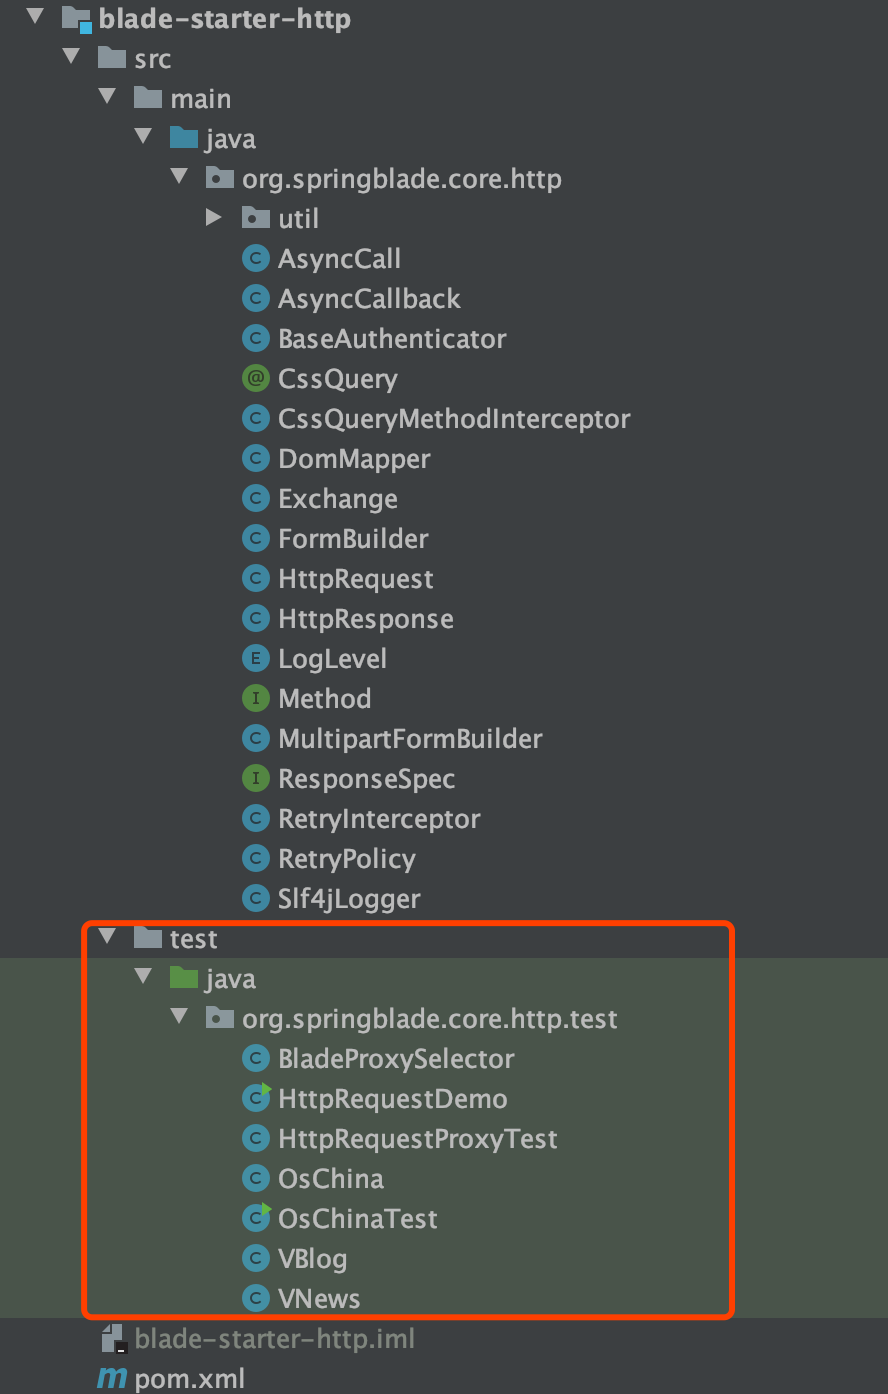 blade-starter-http
src
main
java
org.springblade.core.http
util
AsyncCall
AsyncCallback
BaseAuthenticator
CssQuery
CssQueryMethodInterceptor
DomMapper
Exchange
FormBuilder
HttpRequest
HttpResponse
LogLevel
Method
MultipartFormBuilder
ResponseSpec
RetryInterceptor
RetryPolicy
Slf4jLogger
test
java
org.springblade.core.http.test
BladeProxySelector
HttpRequestDemo
HttpRequestProxyTest
OsChina
OsChinaTest
VBlog
VNews
blade-starter-http.iml
pom.xml